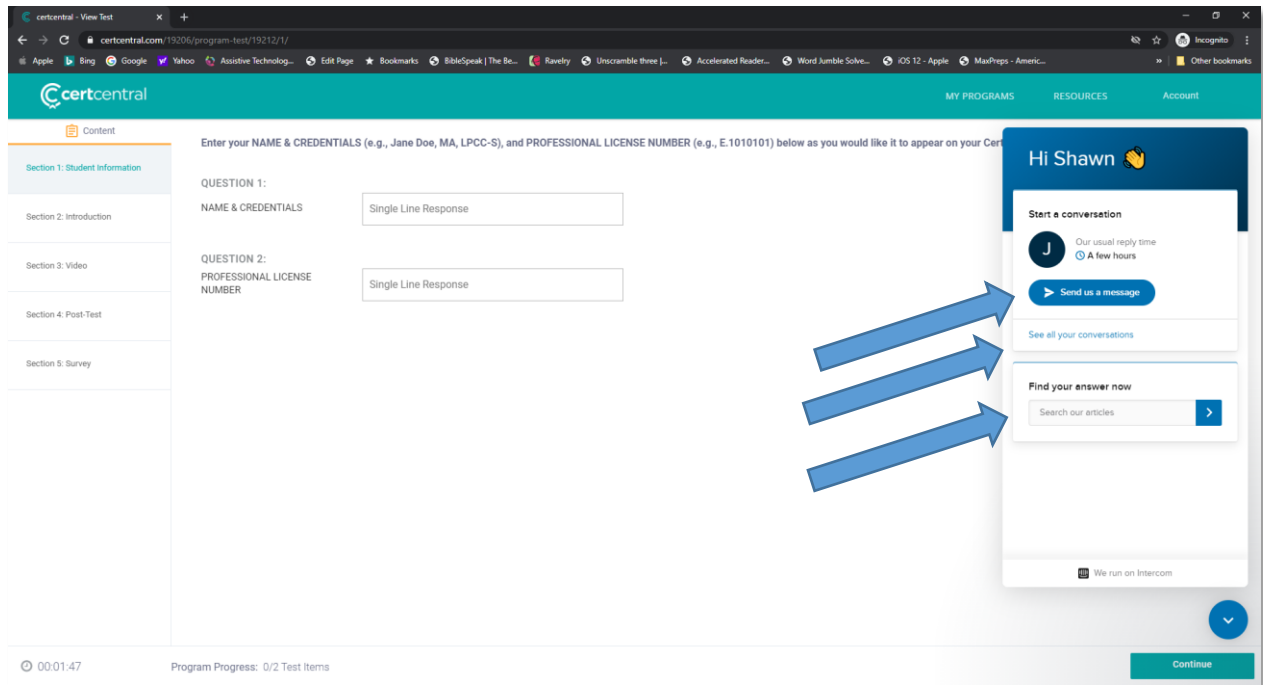 certcentral - View Test
certcentral.com/19206/program-test/19212/1/
Incognito
Apple
Bing
Google
Yahoo
Assistive Technolog...
Edit Page
Bookmarks
BibleSpeak | The Be...
Ravelry
Unscramble three |...
Accelerated Reader...
Word Jumble Solve...
iOS 12 - Apple
MaxPreps - Americ...
»
Other bookmarks
certcentral
MY PROGRAMS
RESOURCES
Account
Content
Section 1: Student Information
Section 2: Introduction
Section 3: Video
Section 4: Post-Test
Section 5: Survey
Enter your NAME & CREDENTIALS (e.g., Jane Doe, MA, LPCC-S), and PROFESSIONAL LICENSE NUMBER (e.g., E.1010101) below as you would like it to appear on your Cert
QUESTION 1:
NAME & CREDENTIALS
Single Line Response
QUESTION 2:
PROFESSIONAL LICENSE
NUMBER
Single Line Response
Hi Shawn 👋
Start a conversation
J
Our usual reply time
A few hours
Send us a message
See all your conversations
Find your answer now
Search our articles
We run on Intercom
00:01:47
Program Progress: 0/2 Test Items
Continue